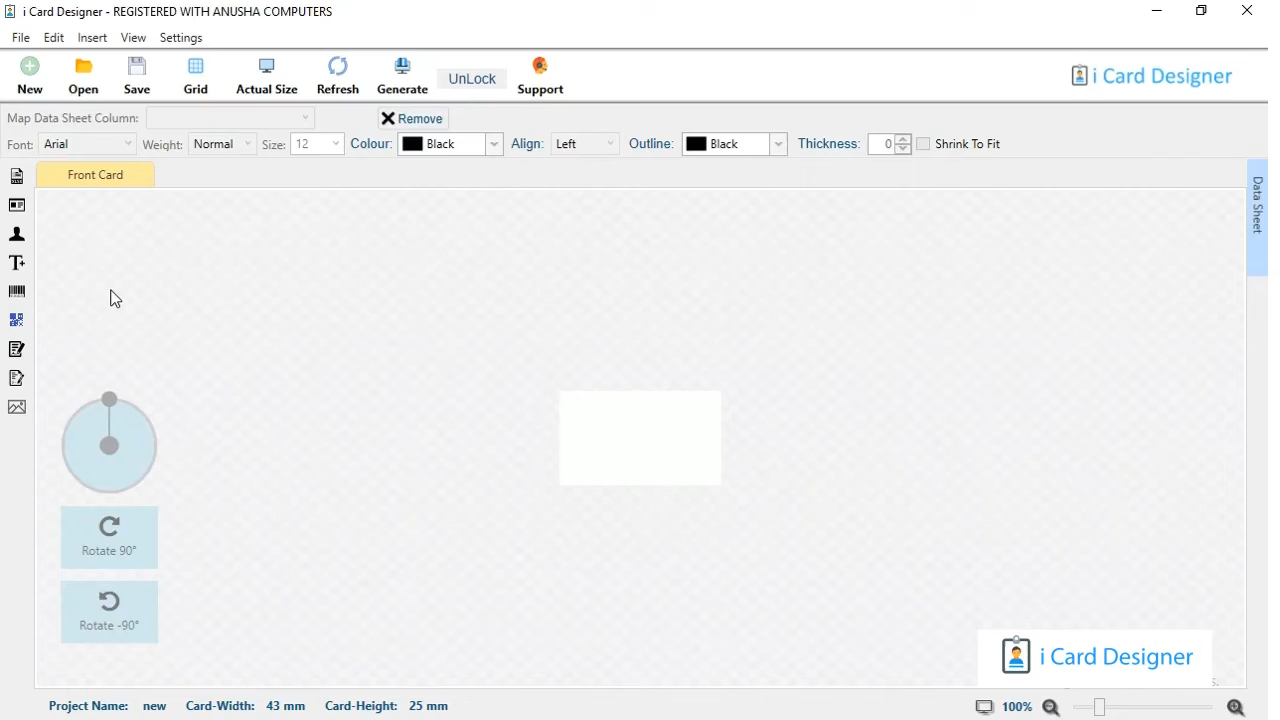 i Card Designer - REGISTERED WITH ANUSHA COMPUTERS
File Edit Insert View Settings
New Open Save Grid Actual Size Refresh Generate UnLock Support
i Card Designer
Map Data Sheet Column: Remove
Font: Arial Weight: Normal Size: 12 Colour: Black Align: Left Outline: Black Thickness: 0 Shrink To Fit
Front Card
Data Sheet
Rotate 90°
Rotate -90°
i Card Designer
Project Name: new Card-Width: 43 mm Card-Height: 25 mm 100%